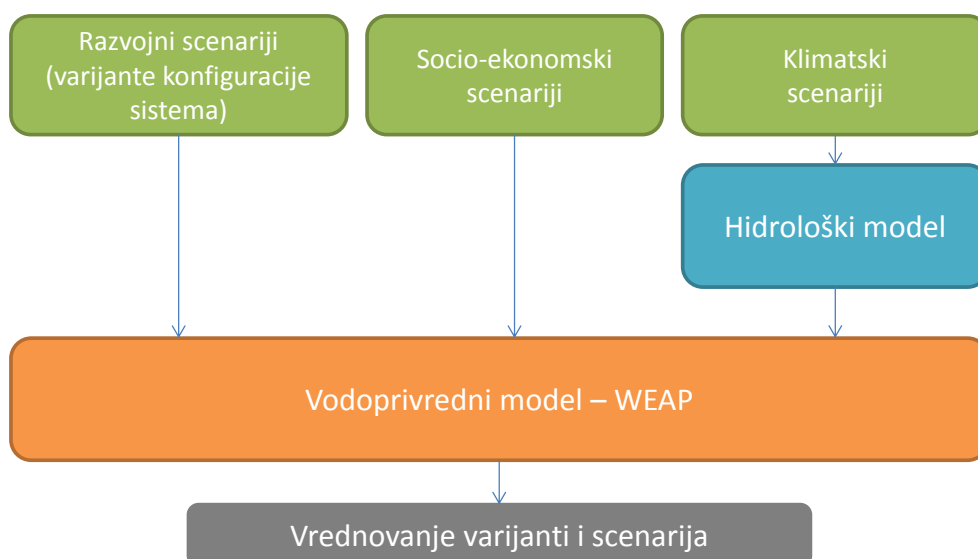 Razvojni scenariji
(varijante konfiguracije
sistema)
Socio-ekonomski
scenariji
Klimatski
scenariji
Hidrološki model
Vodoprivredni model – WEAP
Vrednovanje varijanti i scenarija